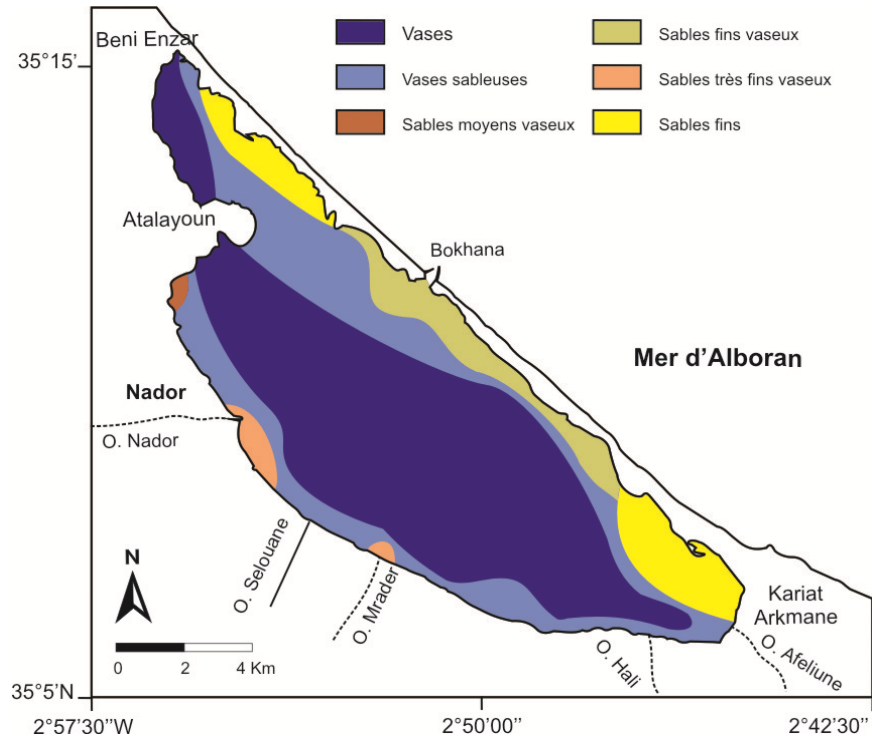 Beni Enzar
35°15'
Vases
Vases sableuses
Sables moyens vaseux
Sables fins vaseux
Sables très fins vaseux
Sables fins
Atalayoun
Bokhana
Mer d'Alboran
Nador
O. Nador
O. Selouane
O. Mrader
O. Hali
Kariat
Arkmane
O. Afeliune
N
0 2 4 Km
35°5'N
2°57'30''W
2°50'00''
2°42'30''